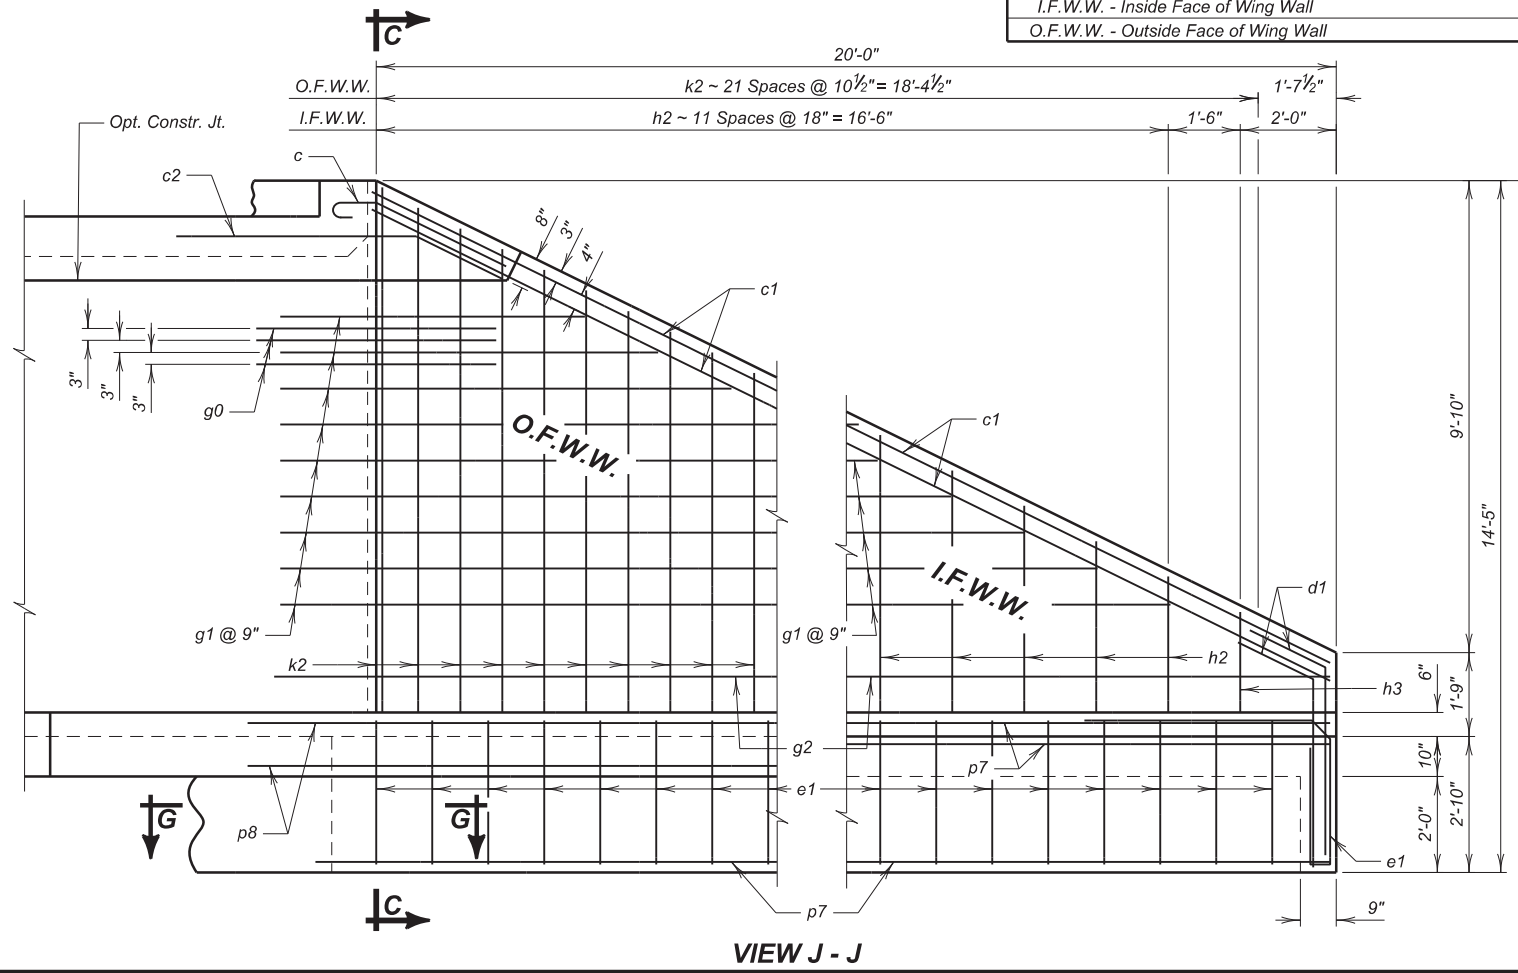 I.F.W.W. - Inside Face of Wing Wall
O.F.W.W. - Outside Face of Wing Wall
C
20'-0"
O.F.W.W.
k2 ~ 21 Spaces @ 10½" = 18'-4½"
1'-7½"
I.F.W.W.
h2 ~ 11 Spaces @ 18" = 16'-6"
1'-6"
2'-0"
Opt. Constr. Jt.
c
c2
8"
3"
4"
c1
3"
3"
3"
g0
O.F.W.W.
c1
9'-10"
14'-5"
I.F.W.W.
d1
g1 @ 9"
g1 @ 9"
k2
h2
h3
6"
1'-9"
g2
p7
10"
e1
2'-10"
2'-0"
G
G
p8
e1
C
p7
9"
VIEW J - J